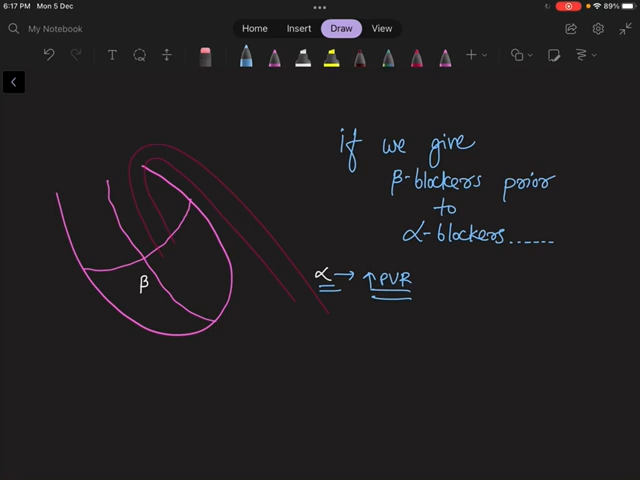 6:17 PM Mon 5 Dec
89%
My Notebook
Home Insert Draw View
T
if we give
β-blockers prior
to
α-blockers......
α → ↑PVR
β